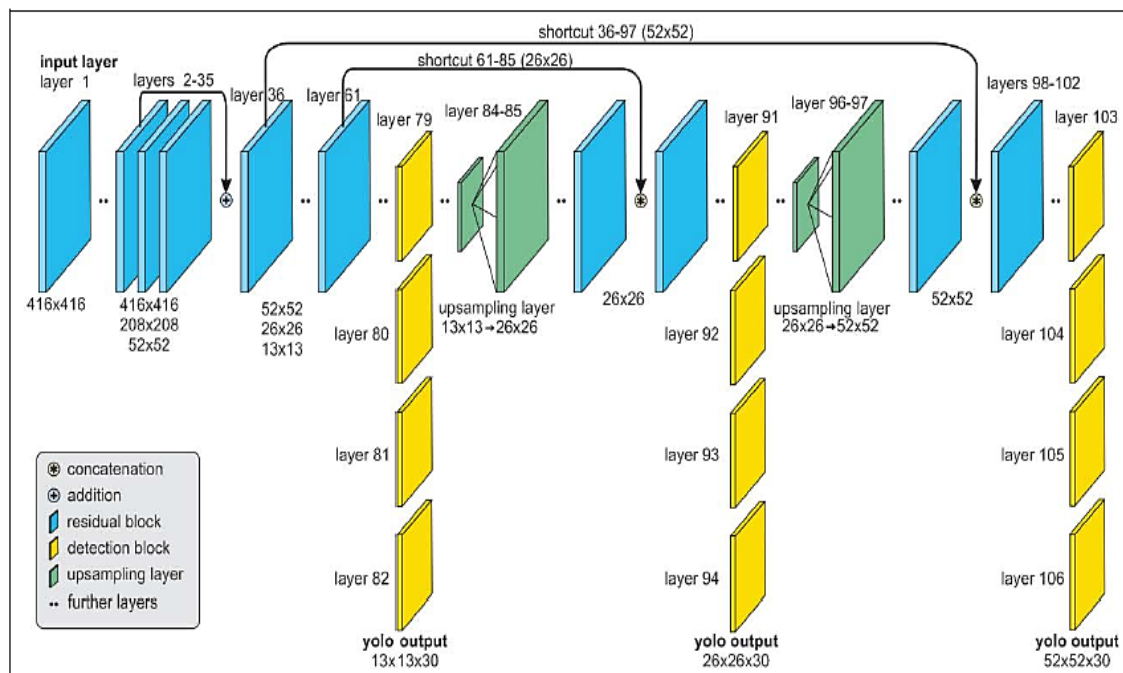 shortcut 36-97 (52x52)
input layer
layer 1
layers 2-35
shortcut 61-85 (26x26)
layer 36
layer 61
layer 79
layer 84-85
layer 91
layer 96-97
layers 98-102
layer 103
416x416
416x416
208x208
52x52
52x52
26x26
13x13
layer 80
upsampling layer
13x13→26x26
26x26
layer 92
upsampling layer
26x26→52x52
52x52
layer 104
layer 81
layer 93
layer 105
layer 82
layer 94
layer 106
concatenation
addition
residual block
detection block
upsampling layer
further layers
yolo output
13x13x30
yolo output
26x26x30
yolo output
52x52x30